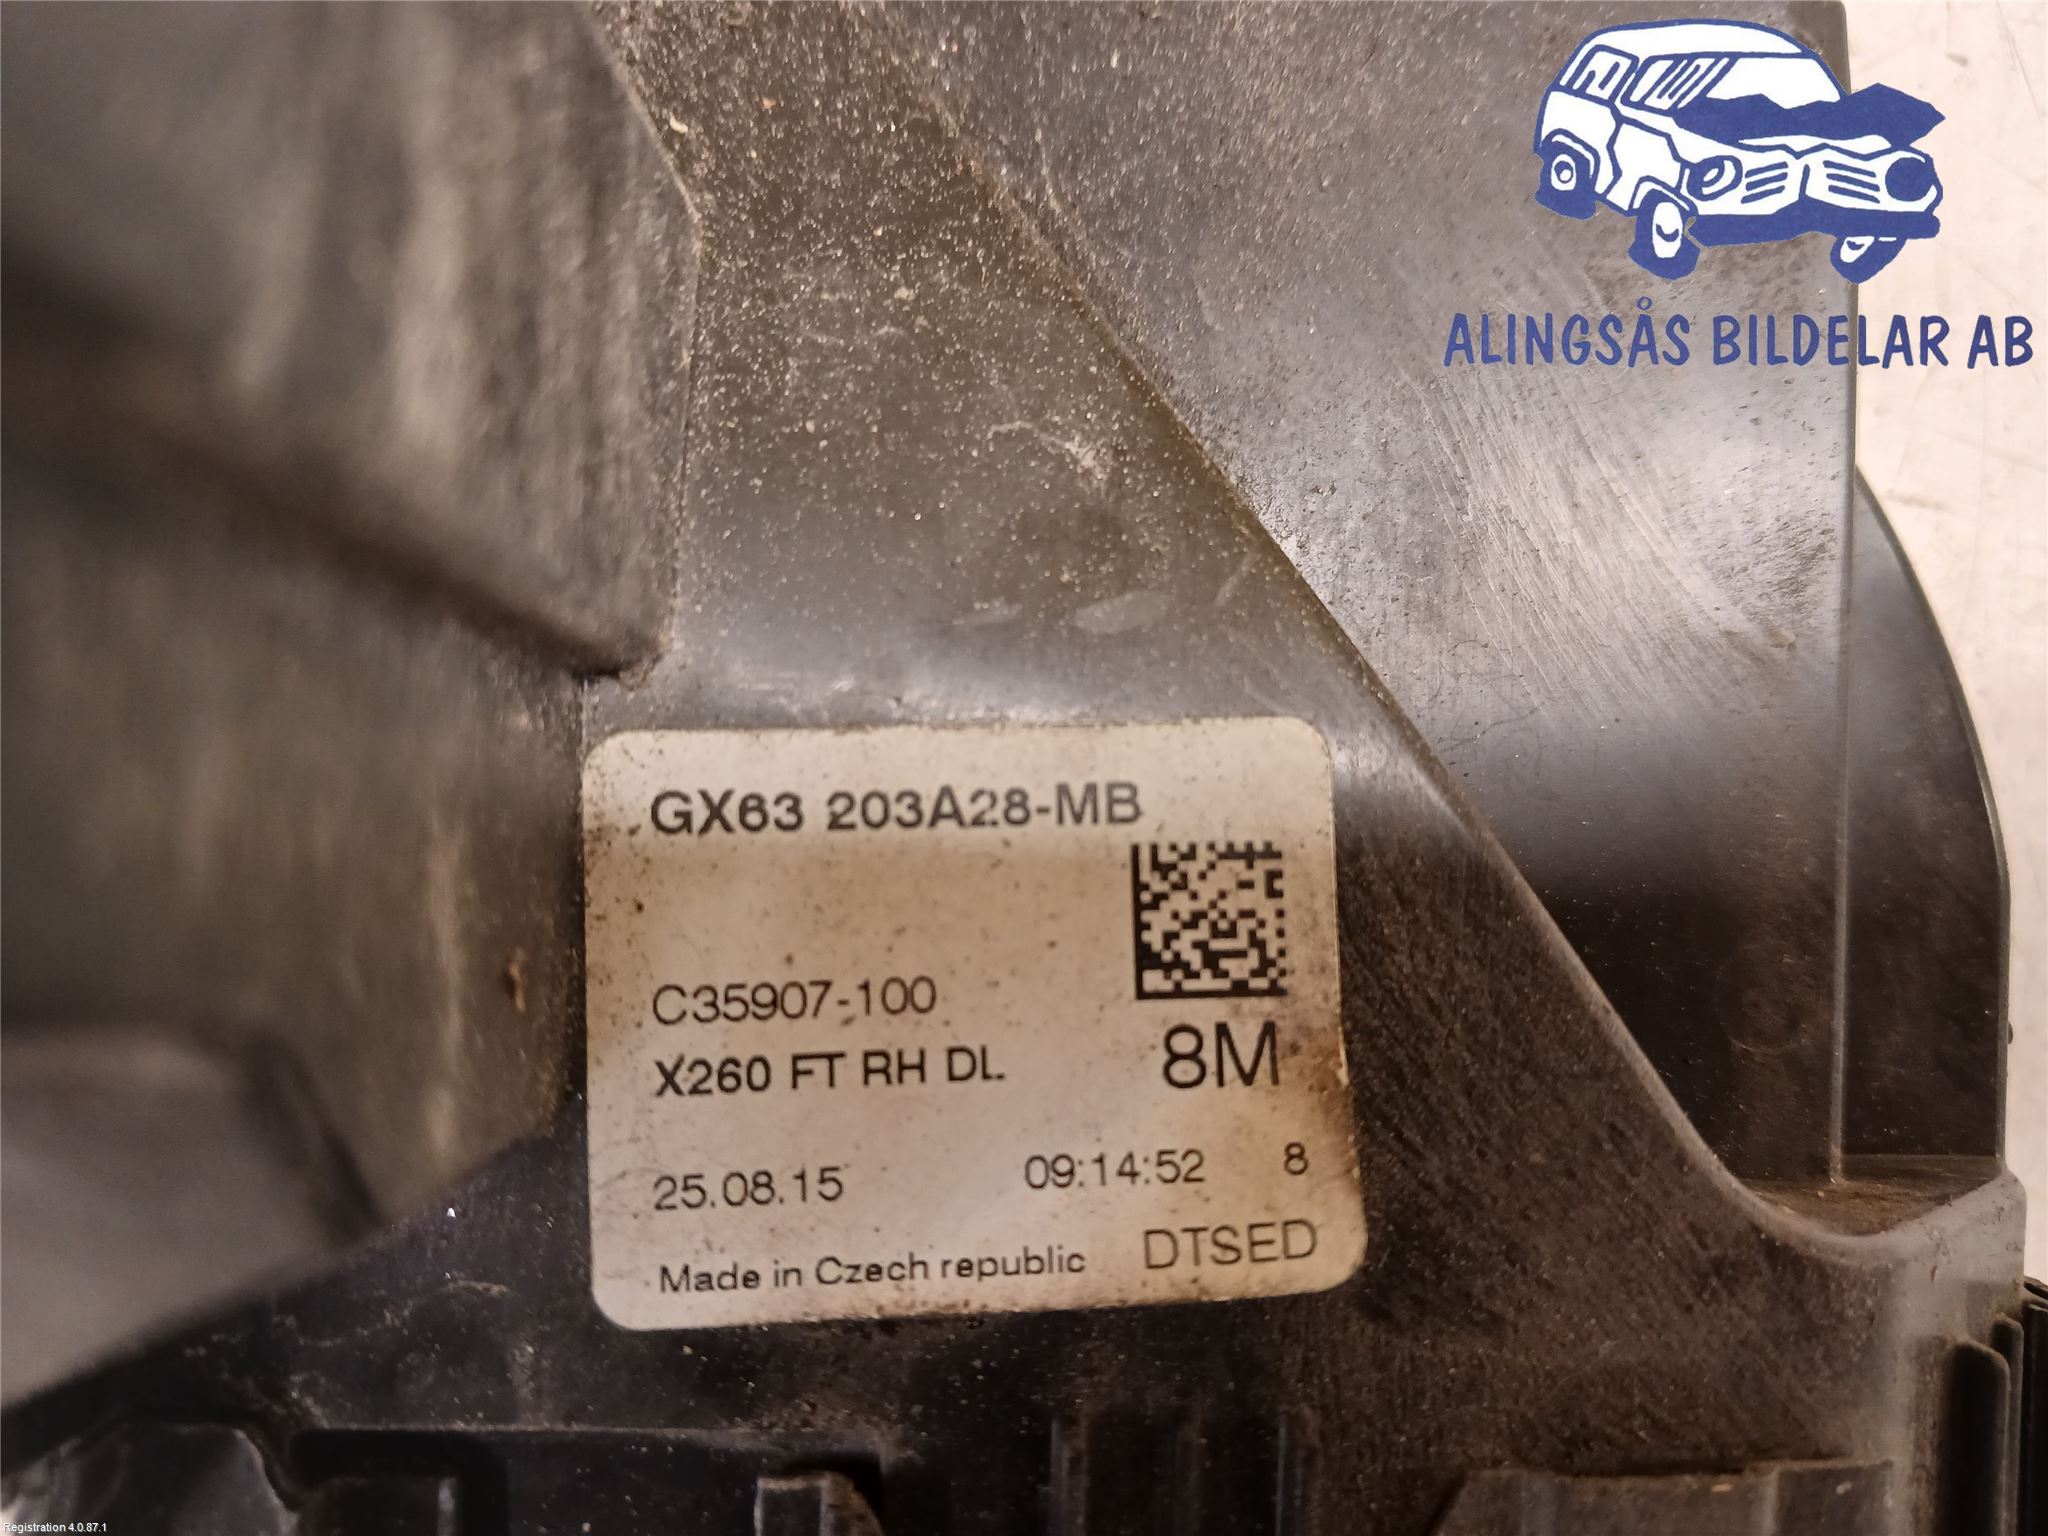 ALINGSÅS BILDELAR AB
GX63 203A28-MB
C35907-100
X260 FT RH DL
8M
25.08.15 09:14:52 8
Made in Czech republic DTSED
Registration 4.0.87.1